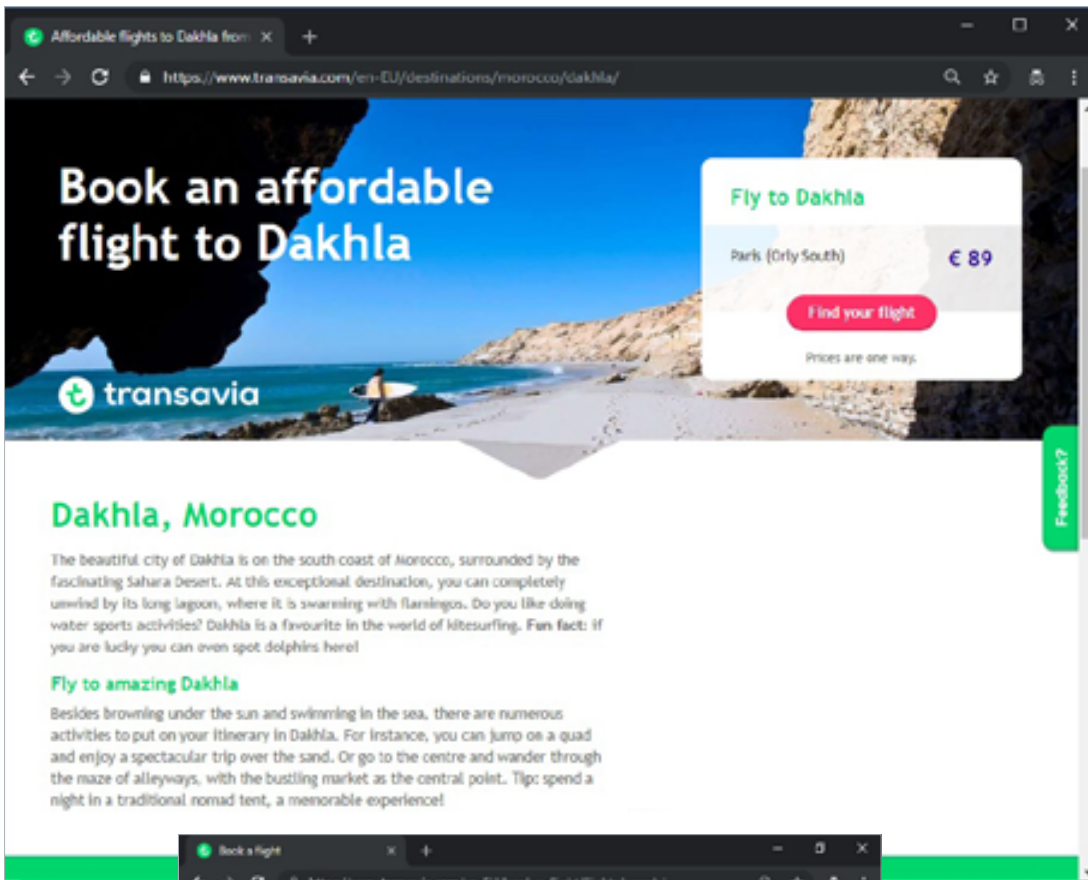 Affordable flights to Dakhla from
https://www.transavia.com/en-EU/destinations/morocco/dakhla/
Book an affordable
flight to Dakhla
Fly to Dakhla
Paris (Orly South)
€ 89
Find your flight
Prices are one way.
transavia
Feedback?
Dakhla, Morocco
The beautiful city of Dakhla is on the south coast of Morocco, surrounded by the
fascinating Sahara Desert. At this exceptional destination, you can completely
unwind by its long lagoon, where it is swarming with flamingos. Do you like doing
water sports activities? Dakhla is a favourite in the world of kitesurfing. Fun fact: if
you are lucky you can even spot dolphins here!
Fly to amazing Dakhla
Besides browning under the sun and swimming in the sea, there are numerous
activities to put on your itinerary in Dakhla. For instance, you can jump on a quad
and enjoy a spectacular trip over the sand. Or go to the centre and wander through
the maze of alleyways, with the bustling market as the central point. Tip: spend a
night in a traditional nomad tent, a memorable experience!
Book a flight